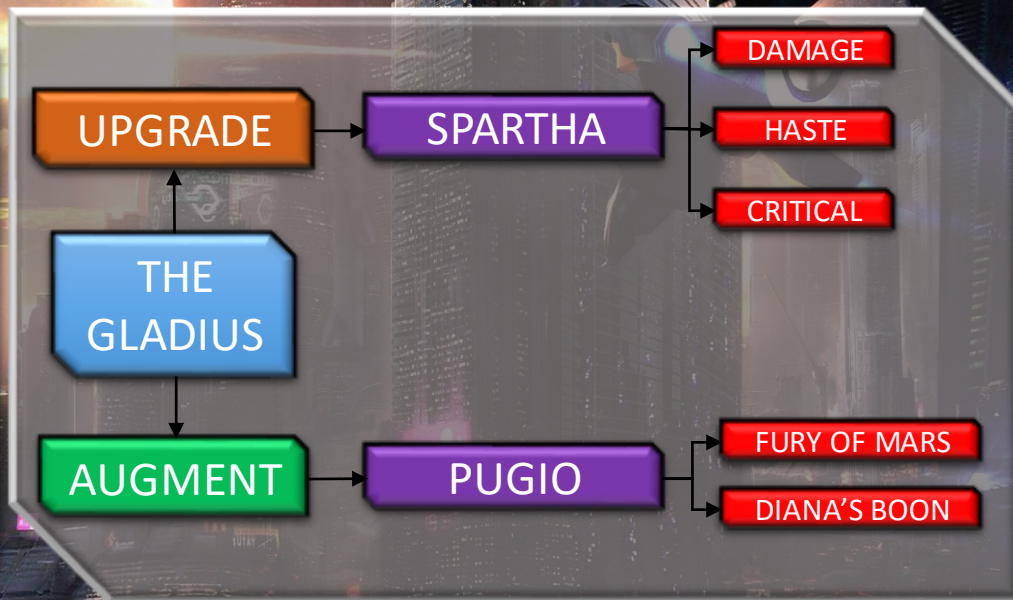 UPGRADE
SPARTHA
DAMAGE
HASTE
CRITICAL
THE
GLADIUS
AUGMENT
PUGIO
FURY OF MARS
DIANA'S BOON